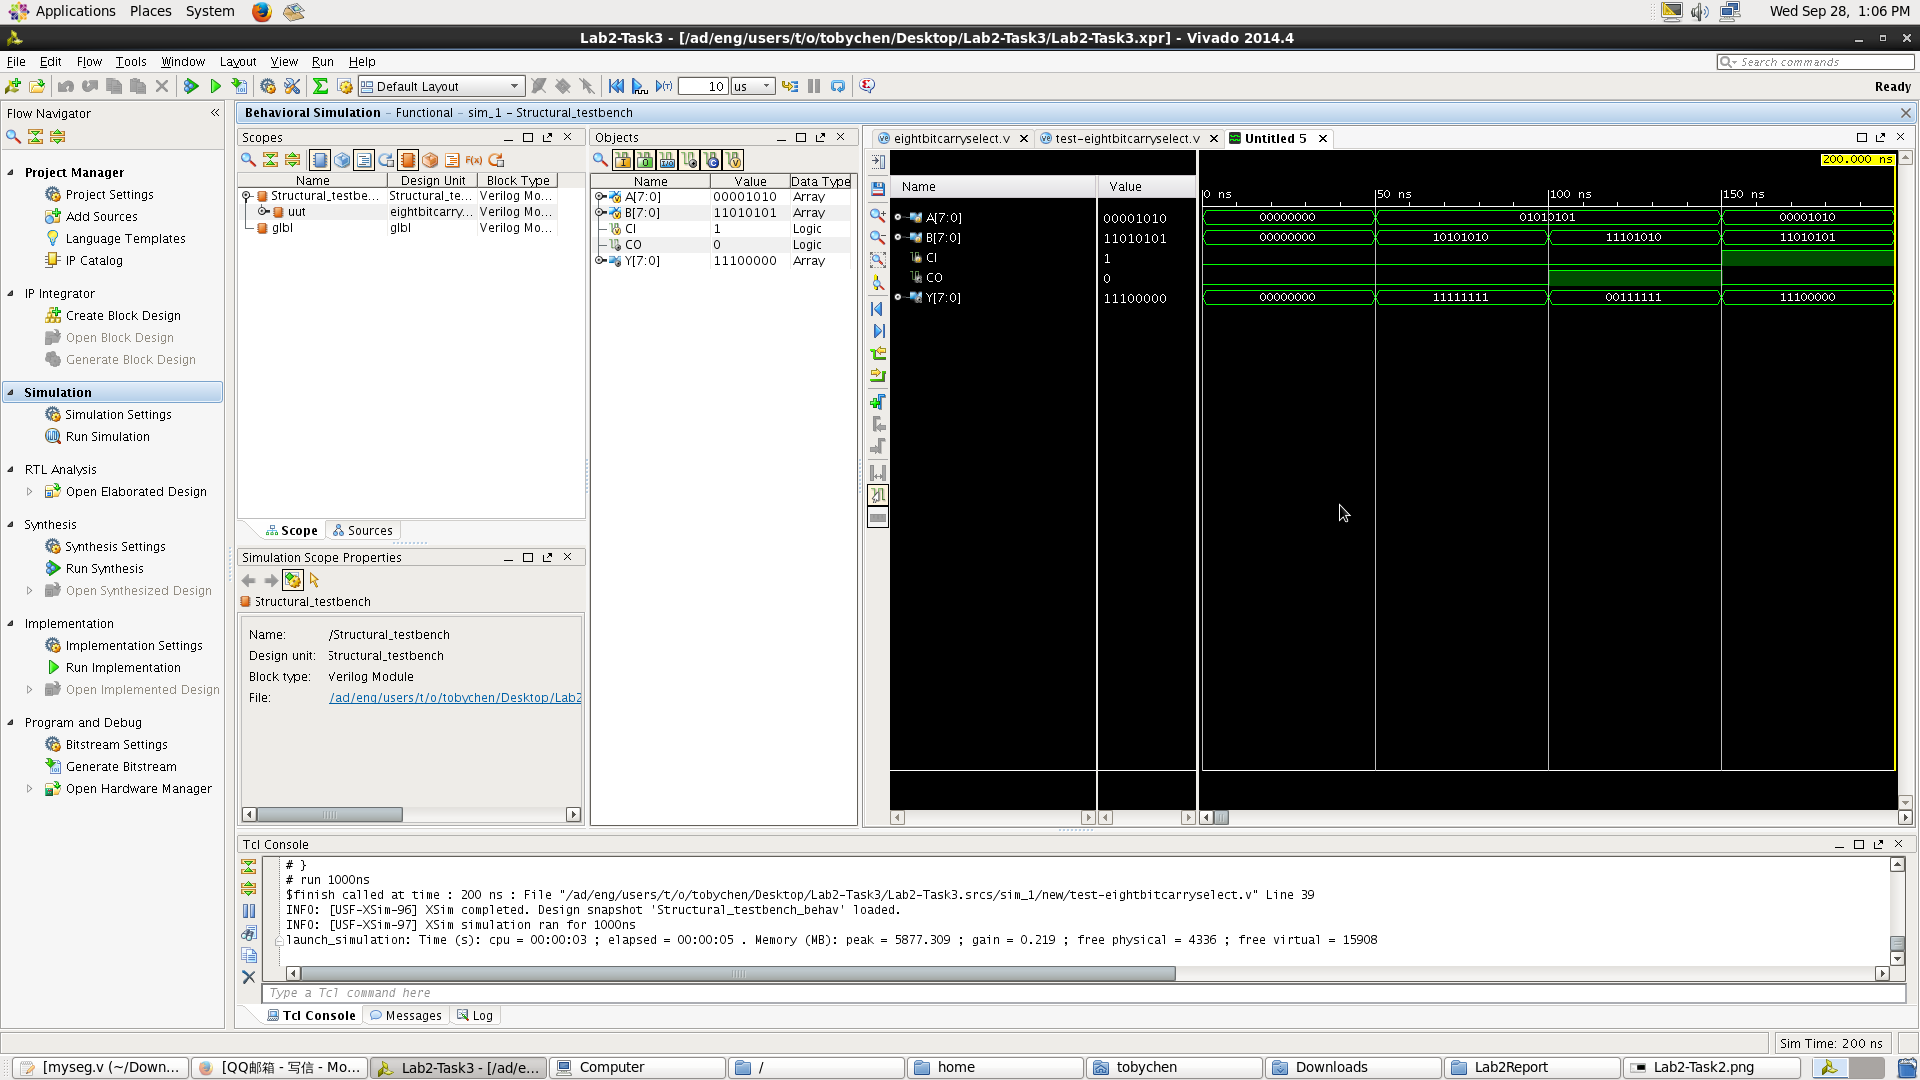 Applications Places System Wed Sep 28, 1:06 PM
Lab2-Task3 - [/ad/eng/users/t/o/tobychen/Desktop/Lab2-Task3/Lab2-Task3.xpr] - Vivado 2014.4
File Edit Flow Tools Window Layout View Run Help Search commands
Default Layout 10 us Ready
Flow Navigator
Project Manager
Project Settings
Add Sources
Language Templates
IP Catalog
IP Integrator
Create Block Design
Open Block Design
Generate Block Design
Simulation
Simulation Settings
Run Simulation
RTL Analysis
Open Elaborated Design
Synthesis
Synthesis Settings
Run Synthesis
Open Synthesized Design
Implementation
Implementation Settings
Run Implementation
Open Implemented Design
Program and Debug
Bitstream Settings
Generate Bitstream
Open Hardware Manager
Behavioral Simulation - Functional - sim_1 - Structural_testbench
Scopes
F(x)
Name Design Unit Block Type
Structural_testbe... Structural_te... Verilog Mo...
uut eightbitcarry... Verilog Mo...
glbl glbl Verilog Mo...
Scope Sources
Simulation Scope Properties
Structural_testbench
Name: /Structural_testbench
Design unit: Structural_testbench
Block type: Verilog Module
File: /ad/eng/users/t/o/tobychen/Desktop/Lab2
Objects
Name Value Data Type
A[7:0] 00001010 Array
B[7:0] 11010101 Array
CI 1 Logic
CO 0 Logic
Y[7:0] 11100000 Array
eightbitcarryselect.v test-eightbitcarryselect.v Untitled 5
200.000 ns
Name Value 0 ns 50 ns 100 ns 150 ns
A[7:0] 00001010 00000000 01010101 00001010
B[7:0] 11010101 00000000 10101010 11101010 11010101
CI 1
CO 0
Y[7:0] 11100000 00000000 11111111 00111111 11100000
Tcl Console
# }
# run 1000ns
$finish called at time : 200 ns : File "/ad/eng/users/t/o/tobychen/Desktop/Lab2-Task3/Lab2-Task3.srcs/sim_1/new/test-eightbitcarryselect.v" Line 39
INFO: [USF-XSim-96] XSim completed. Design snapshot 'Structural_testbench_behav' loaded.
INFO: [USF-XSim-97] XSim simulation ran for 1000ns
launch_simulation: Time (s): cpu = 00:00:03 ; elapsed = 00:00:05 . Memory (MB): peak = 5877.309 ; gain = 0.219 ; free physical = 4336 ; free virtual = 15908
Type a Tcl command here
Tcl Console Messages Log
Sim Time: 200 ns
[myseg.v (~/Down... [QQ邮箱 - 写信 - Mo... Lab2-Task3 - [/ad/e... Computer / home tobychen Downloads Lab2Report Lab2-Task2.png